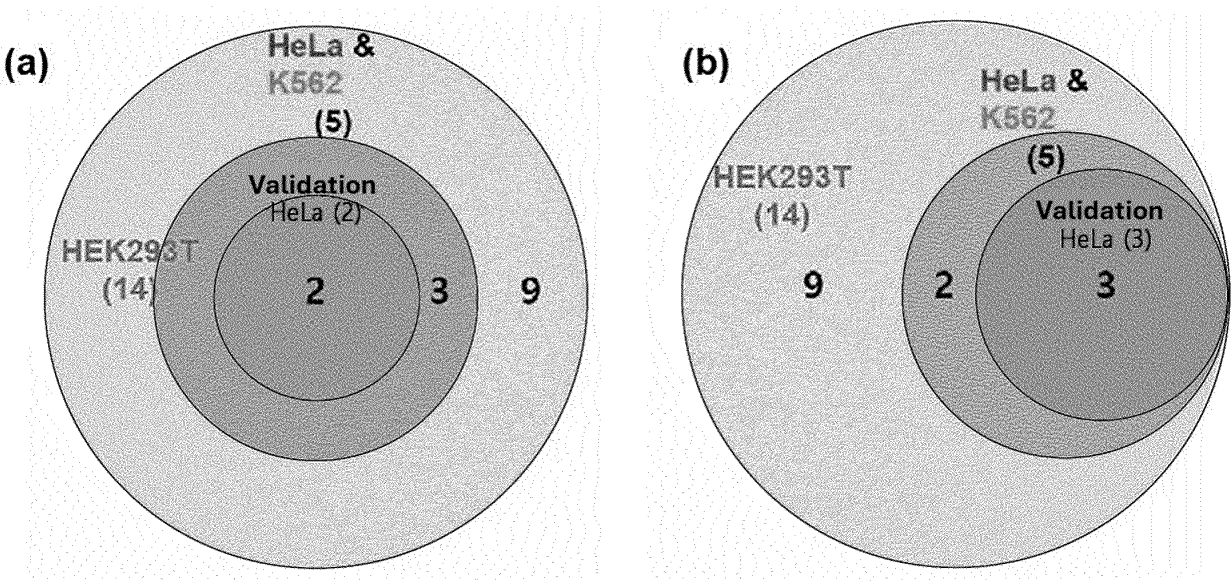 (a)
HeLa &
K562
(5)
Validation
HeLa (2)
HEK293T
(14)
2
3
9
(b)
HeLa &
K562
(5)
HEK293T
(14)
Validation
HeLa (3)
9
2
3